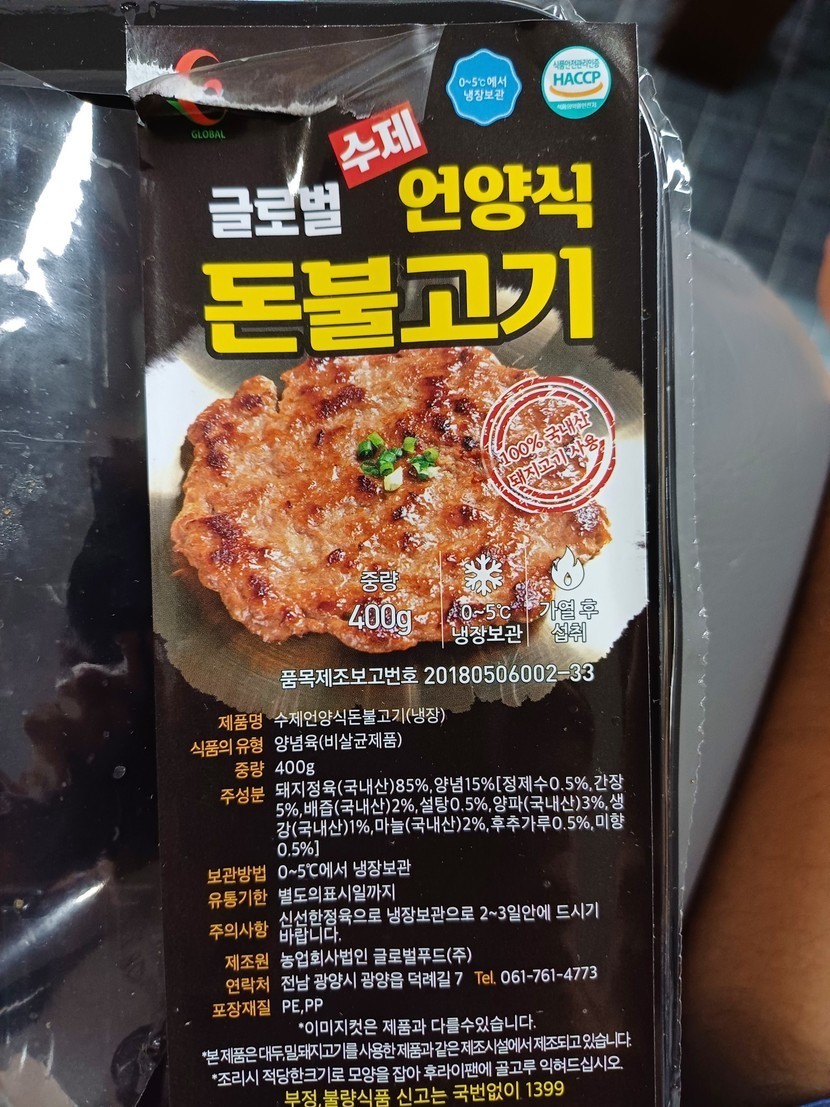 GLOBAL
0~5℃에서
냉장보관
식품안전관리인증
HACCP
식품의약품안전처
수제
글로벌 언양식
돈불고기
100% 국내산
돼지고기 사용
중량
400g
0~5℃
냉장보관
가열 후
섭취
품목제조보고번호 20180506002-33
제품명 수제언양식돈불고기(냉장)
식품의 유형 양념육(비살균제품)
중량 400g
주성분 돼지정육(국내산)85%,양념15%[정제수0.5%,간장
5%,배즙(국내산)2%,설탕0.5%,양파(국내산)3%,생
강(국내산)1%,마늘(국내산)2%,후추가루0.5%,미향
0.5%]
보관방법 0~5℃에서 냉장보관
유통기한 별도의표시일까지
주의사항 신선한정육으로 냉장보관으로 2~3일안에 드시기
바랍니다.
제조원 농업회사법인 글로벌푸드(주)
연락처 전남 광양시 광양읍 덕례길 7 Tel. 061-761-4773
포장재질 PE,PP
*이미지컷은 제품과 다를수있습니다.
*본 제품은 대두,밀,돼지고기를 사용한 제품과 같은 제조시설에서 제조되고 있습니다.
*조리시 적당한크기로 모양을 잡아 후라이팬에 골고루 익혀드십시오.
부정,불량식품 신고는 국번없이 1399